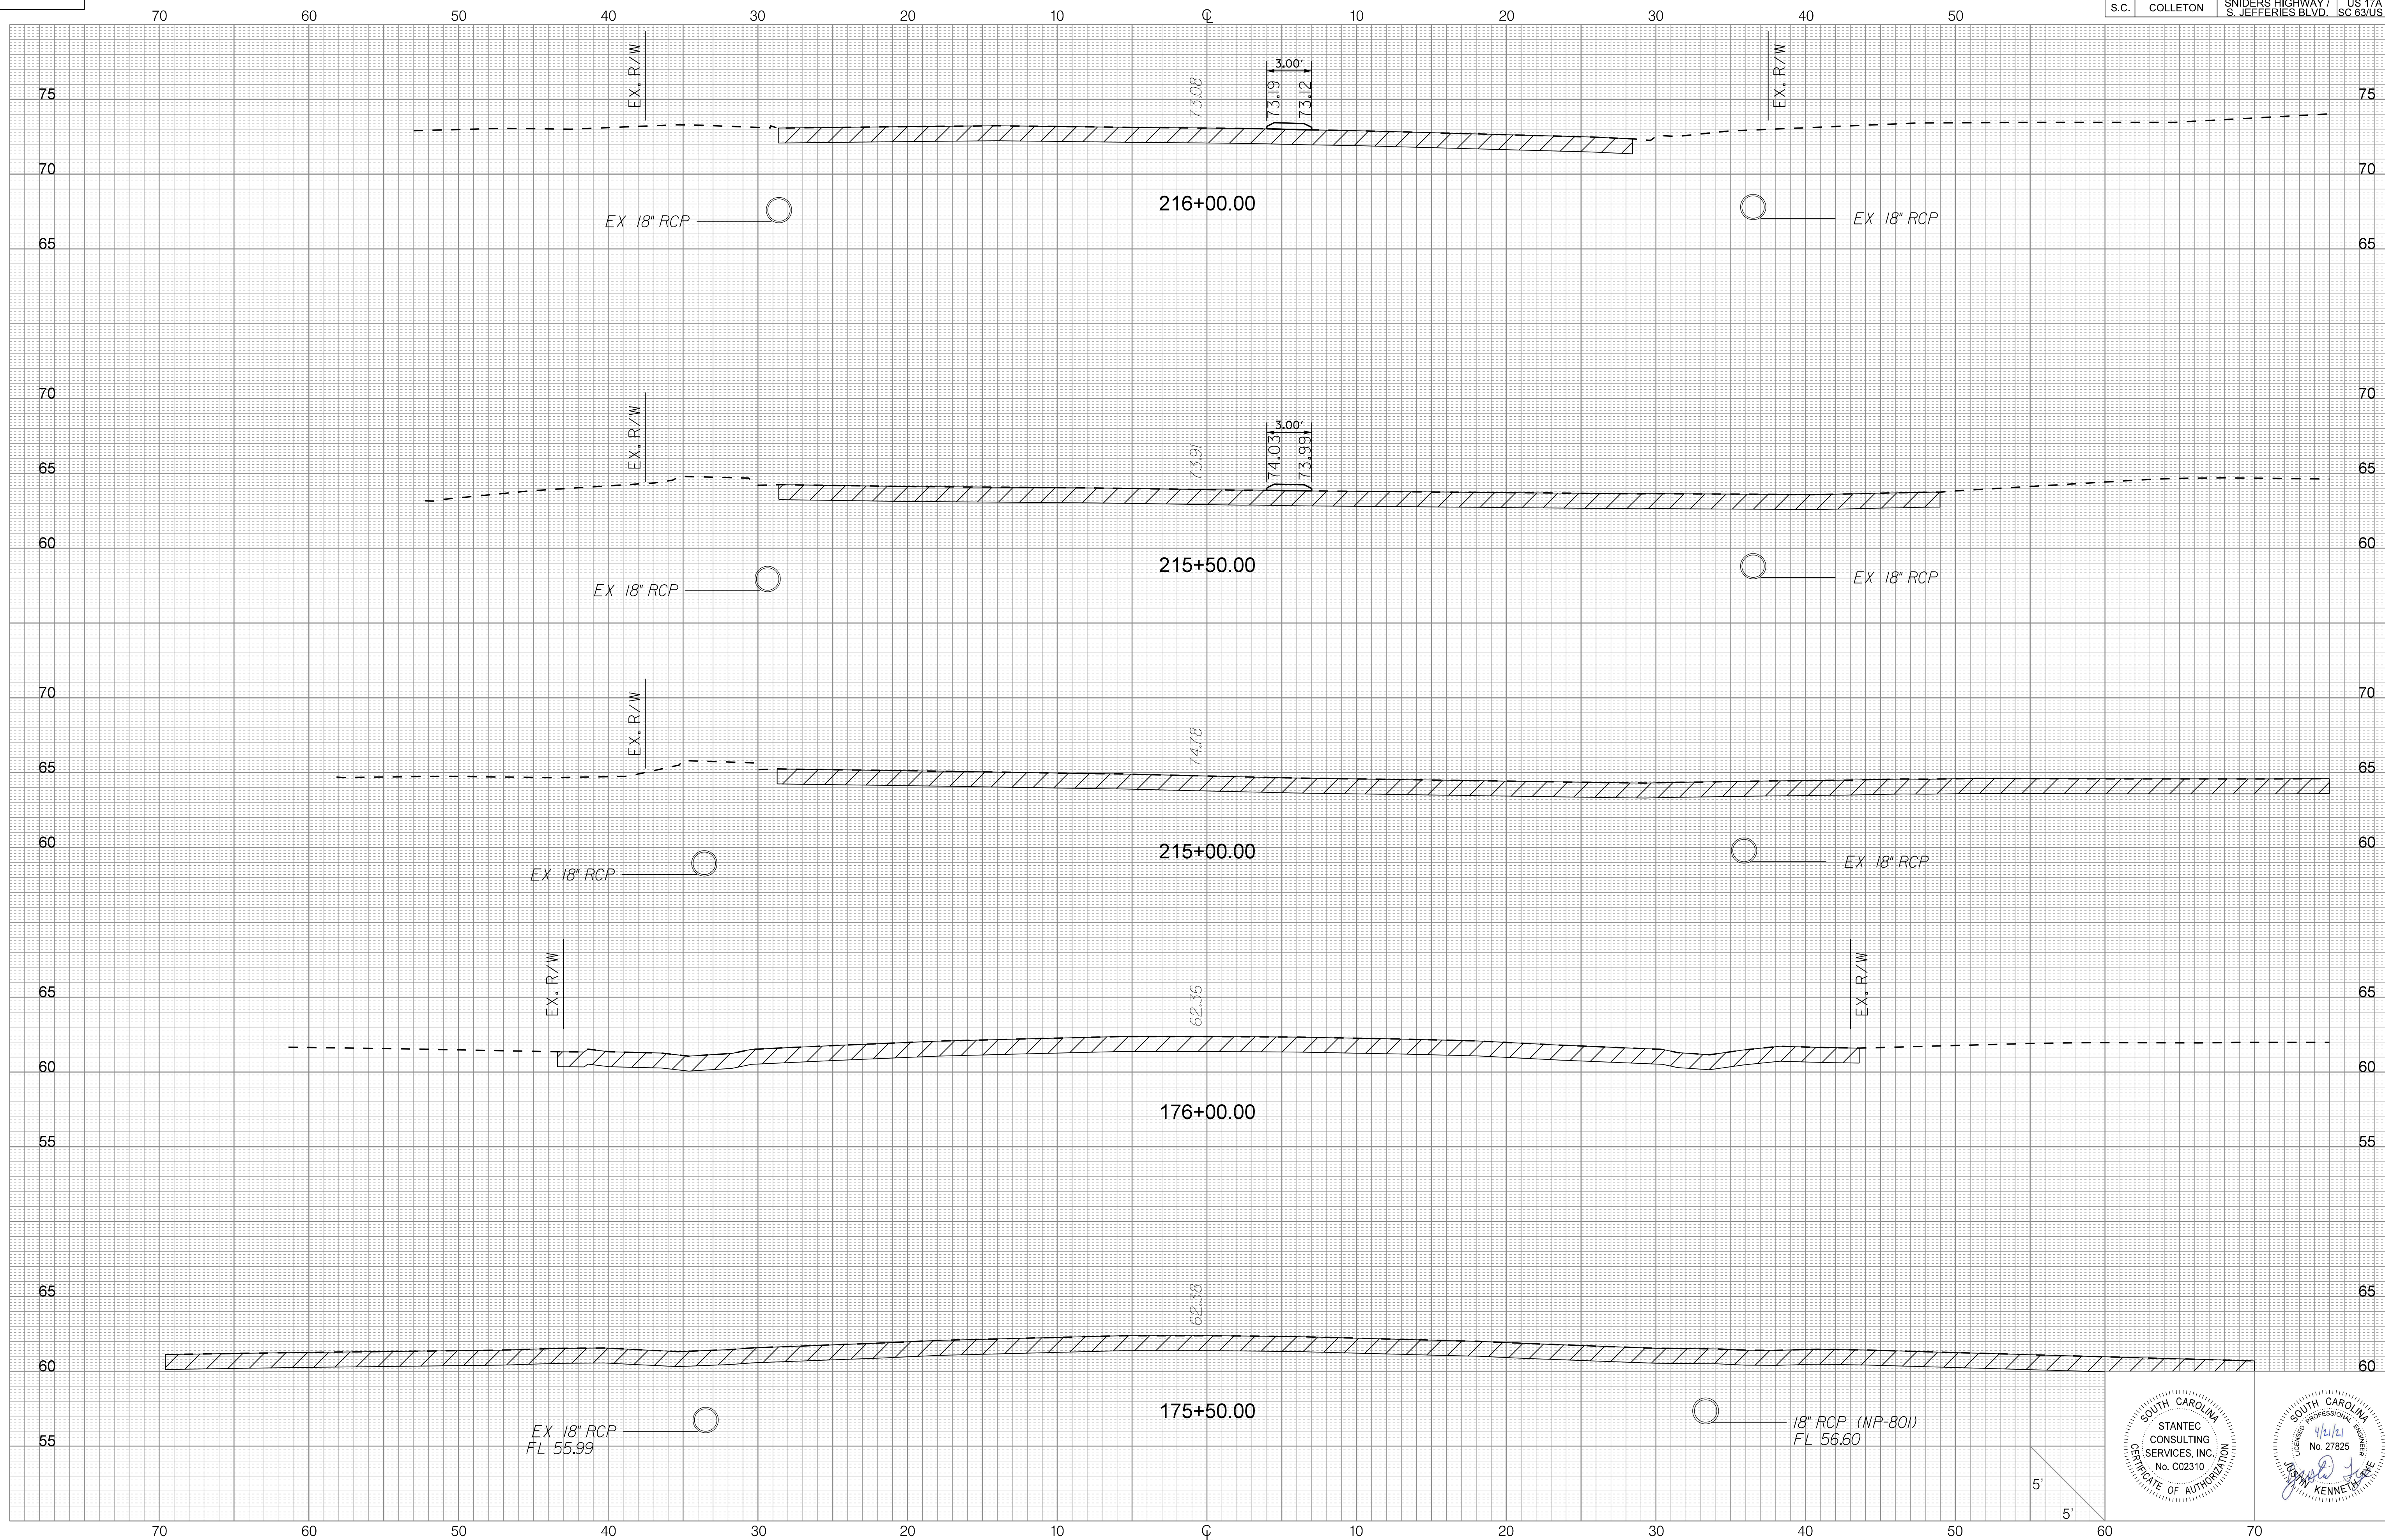 S.C. COLLETON SNIDERS HIGHWAY / S. JEFFERIES BLVD. US 17A SC 63/US
70 60 50 40 30 20 10 ℄ 10 20 30 40 50
EX. R/W
EX. R/W
73.08
3.00'
73.19
73.12
75 75
70 70
216+00.00
EX 18" RCP
EX 18" RCP
65 65
70 70
EX. R/W
73.91
3.00'
74.03
73.99
65 65
60 60
215+50.00
EX 18" RCP
EX 18" RCP
70 70
EX. R/W
74.78
65 65
60 60
215+00.00
EX 18" RCP
EX 18" RCP
EX. R/W
EX. R/W
62.36
65 65
60 60
176+00.00
55 55
62.38
65 65
60 60
175+50.00
EX 18" RCP
FL 55.99
18" RCP (NP-801)
FL 56.60
55
5'
5'
SOUTH CAROLINA
STANTEC
CONSULTING
SERVICES, INC.
No. C02310
CERTIFICATE OF AUTHORIZATION
SOUTH CAROLINA
LICENSED PROFESSIONAL ENGINEER
4/21/21
No. 27825
JUSTIN KENNETH
70 60 50 40 30 20 10 ℄ 10 20 30 40 50 60 70